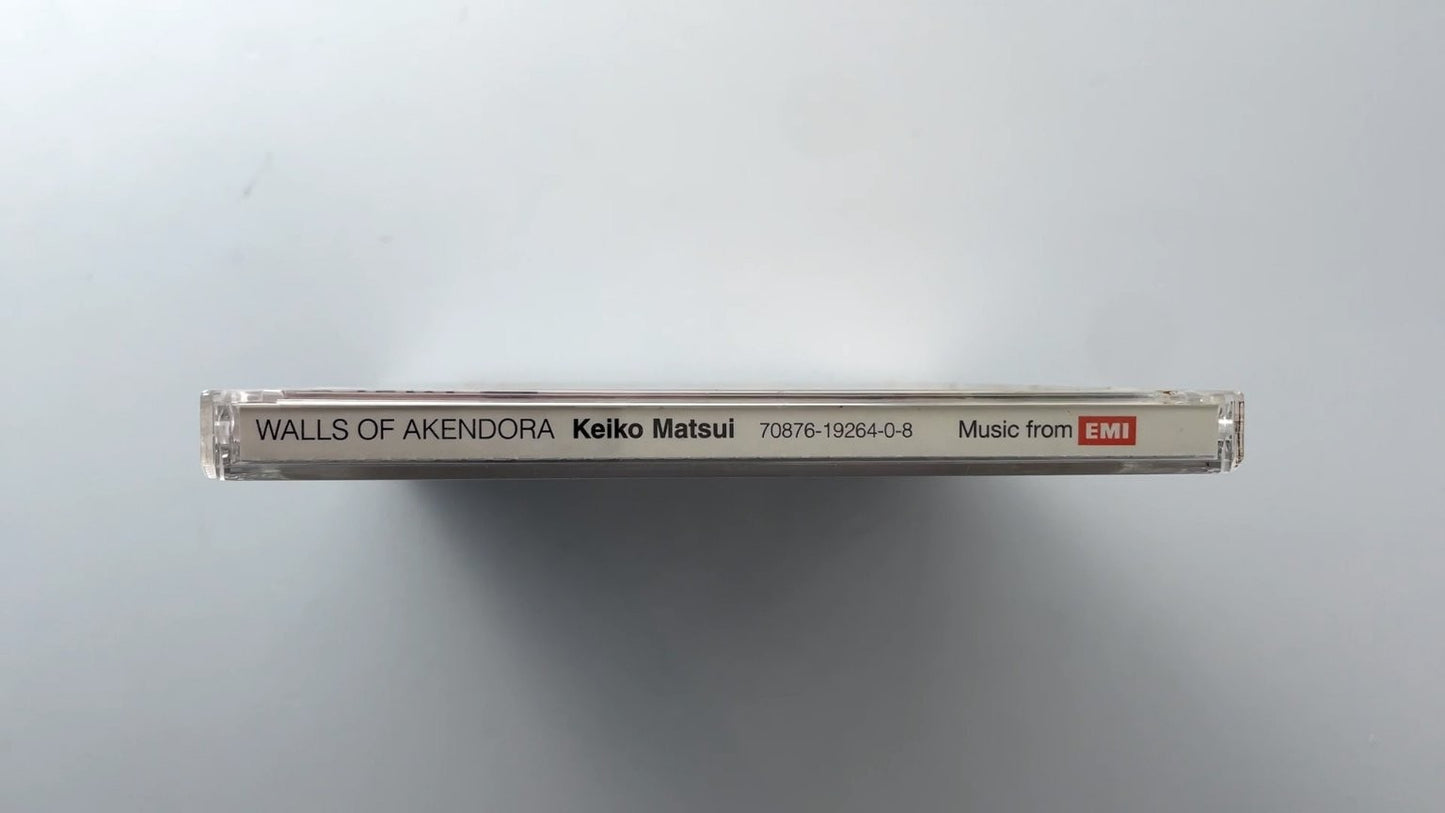 WALLS OF AKENDORA Keiko Matsui 70876-19264-0-8 Music from EMI